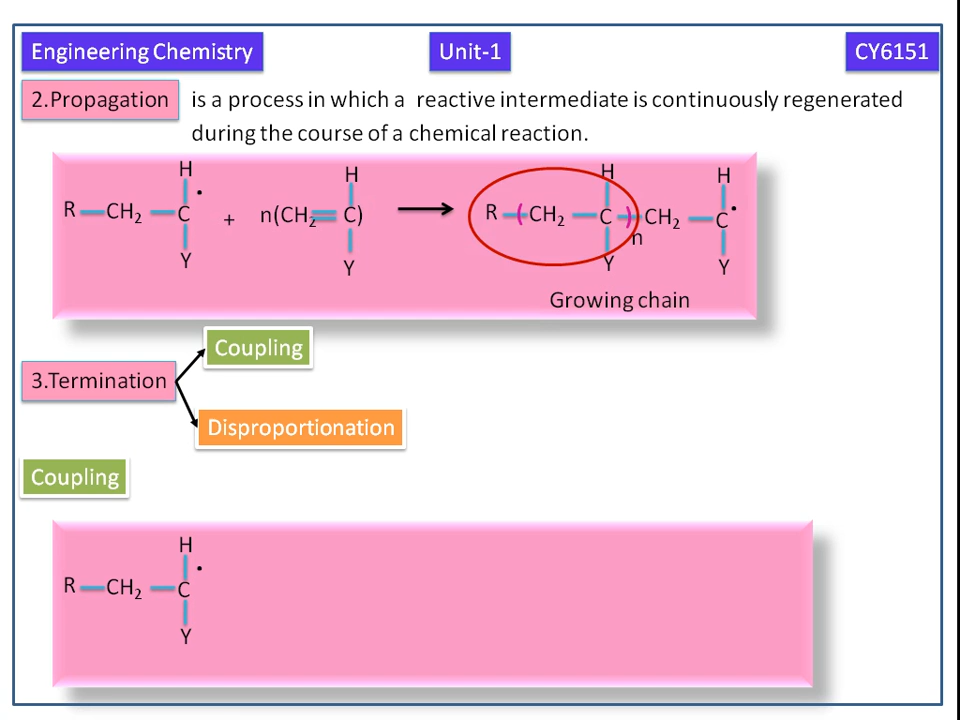 Engineering Chemistry Unit-1 CY6151
2.Propagation is a process in which a reactive intermediate is continuously regenerated
during the course of a chemical reaction.
H H H H
R CH₂ C • + n(CH₂ C) R ( CH₂ C ) CH₂ C •
n
Y Y Y Y
Growing chain
Coupling
3.Termination
Disproportionation
Coupling
H
R CH₂ C •
Y